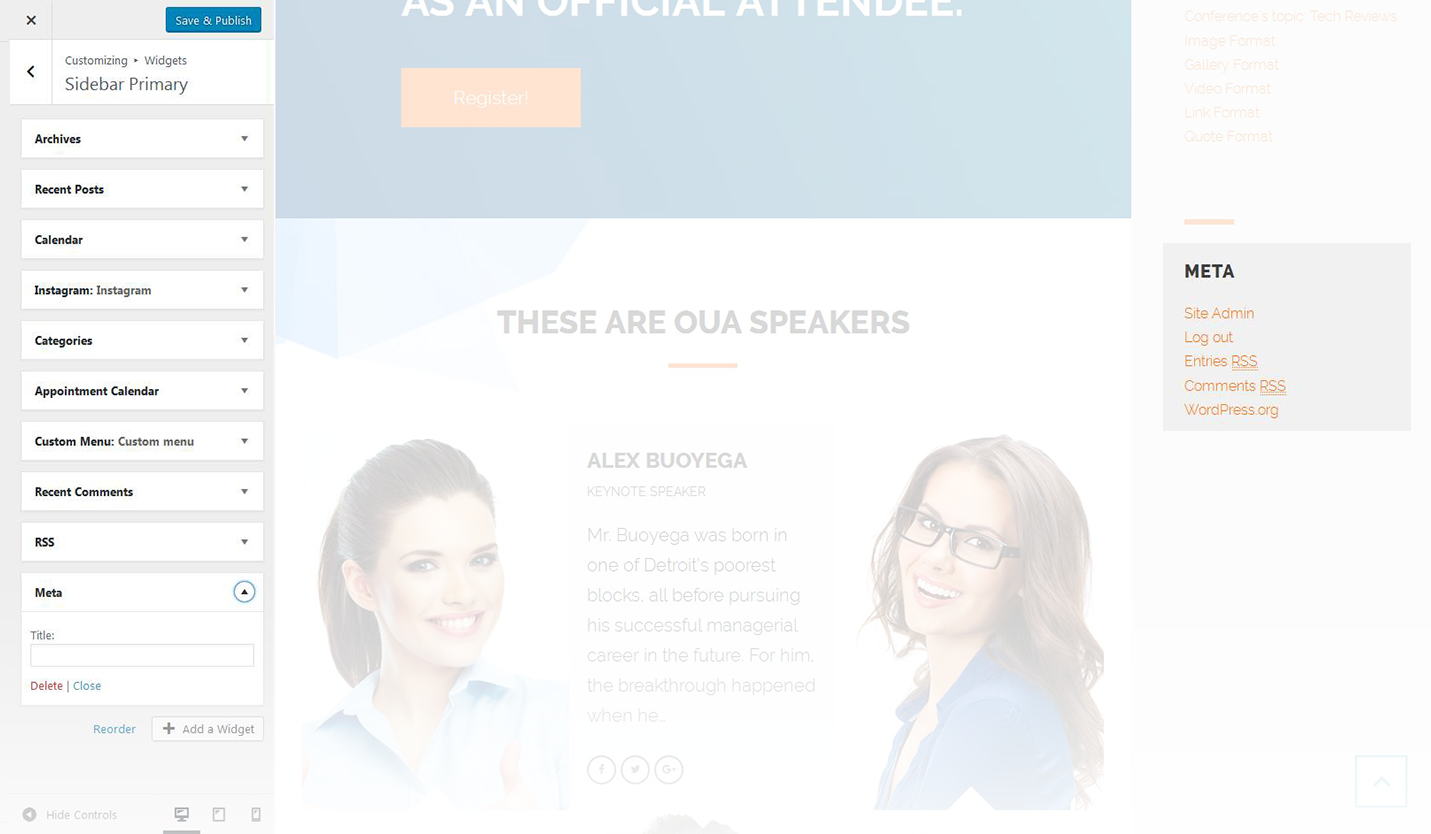 Save & Publish
Customizing ▸ Widgets
Sidebar Primary
Archives
Recent Posts
Calendar
Instagram: Instagram
Categories
Appointment Calendar
Custom Menu: Custom menu
Recent Comments
RSS
Meta
Title:
Delete | Close
Reorder
Add a Widget
Hide Controls
AS AN OFFICIAL ATTENDEE.
Register!
THESE ARE OUA SPEAKERS
ALEX BUOYEGA
KEYNOTE SPEAKER
Mr. Buoyega was born in
one of Detroit's poorest
blocks, all before pursuing
his successful managerial
career in the future. For him,
the breakthrough happened
when he...
Conference's topic: Tech Reviews
Image Format
Gallery Format
Video Format
Link Format
Quote Format
META
Site Admin
Log out
Entries RSS
Comments RSS
WordPress.org